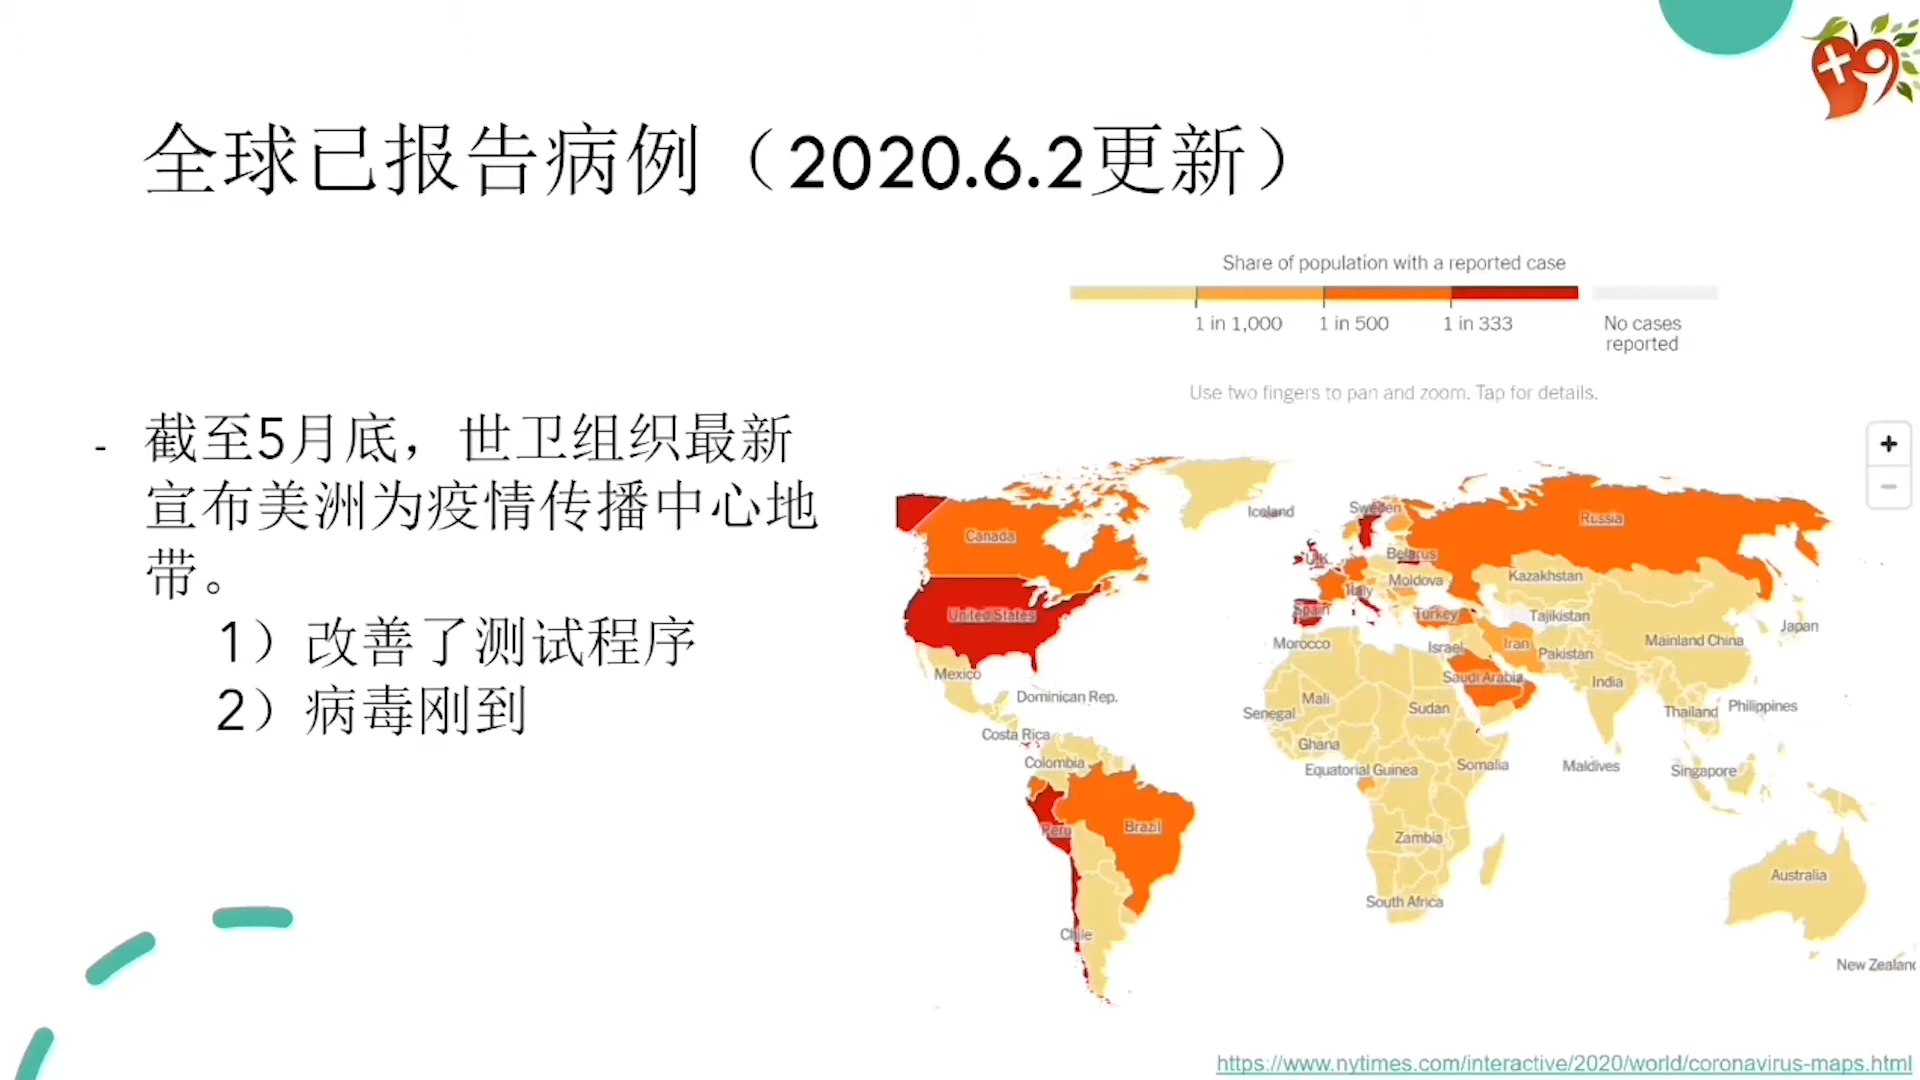 全球已报告病例（2020.6.2更新）
Share of population with a reported case
1 in 1,000
1 in 500
1 in 333
No cases
reported
Use two fingers to pan and zoom. Tap for details.
- 截至5月底，世卫组织最新
宣布美洲为疫情传播中心地
带。
1）改善了测试程序
2）病毒刚到
+
−
Iceland
Sweden
Russia
Canada
U.K.
Belarus
Kazakhstan
Moldova
Italy
United States
Spain
Turkey
Tajikistan
Japan
Morocco
Israel
Iran
Pakistan
Mainland China
Mexico
Saudi Arabia
India
Dominican Rep.
Mali
Senegal
Sudan
Thailand
Philippines
Costa Rica
Ghana
Colombia
Equatorial Guinea
Somalia
Maldives
Singapore
Peru
Brazil
Zambia
Australia
South Africa
Chile
New Zealand
https://www.nytimes.com/interactive/2020/world/coronavirus-maps.html